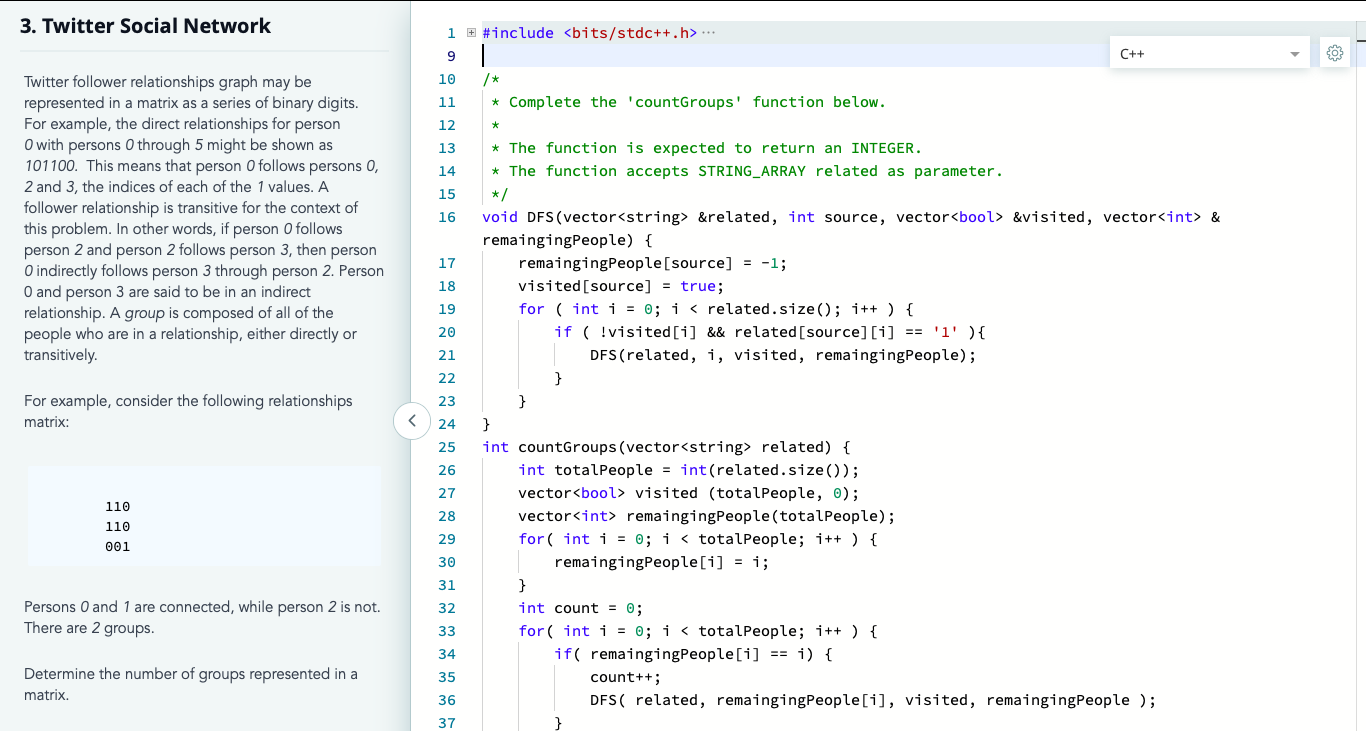 3. Twitter Social Network
Twitter follower relationships graph may be
represented in a matrix as a series of binary digits.
For example, the direct relationships for person
0 with persons 0 through 5 might be shown as
101100.  This means that person 0 follows persons 0,
2 and 3, the indices of each of the 1 values. A
follower relationship is transitive for the context of
this problem. In other words, if person 0 follows
person 2 and person 2 follows person 3, then person
0 indirectly follows person 3 through person 2. Person
0 and person 3 are said to be in an indirect
relationship. A group is composed of all of the
people who are in a relationship, either directly or
transitively.
For example, consider the following relationships
matrix:
110
110
001
Persons 0 and 1 are connected, while person 2 is not.
There are 2 groups.
Determine the number of groups represented in a
matrix.
C++
1 #include <bits/stdc++.h> ···
9
10 /*
11  * Complete the 'countGroups' function below.
12  *
13  * The function is expected to return an INTEGER.
14  * The function accepts STRING_ARRAY related as parameter.
15  */
16 void DFS(vector<string> &related, int source, vector<bool> &visited, vector<int> &
remaingingPeople) {
17     remaingingPeople[source] = -1;
18     visited[source] = true;
19     for ( int i = 0; i < related.size(); i++ ) {
20         if ( !visited[i] && related[source][i] == '1' ){
21             DFS(related, i, visited, remaingingPeople);
22         }
23     }
24 }
25 int countGroups(vector<string> related) {
26     int totalPeople = int(related.size());
27     vector<bool> visited (totalPeople, 0);
28     vector<int> remaingingPeople(totalPeople);
29     for( int i = 0; i < totalPeople; i++ ) {
30         remaingingPeople[i] = i;
31     }
32     int count = 0;
33     for( int i = 0; i < totalPeople; i++ ) {
34         if( remaingingPeople[i] == i) {
35             count++;
36             DFS( related, remaingingPeople[i], visited, remaingingPeople );
37         }